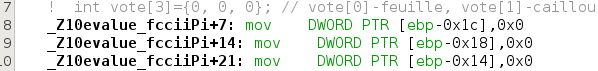 7 ! int vote[3]={0, 0, 0}; // vote[0]-feuille, vote[1]-caillou
8 _Z10evalue_fcciiPi+7: mov DWORD PTR [ebp-0x1c],0x0
9 _Z10evalue_fcciiPi+14: mov DWORD PTR [ebp-0x18],0x0
10 _Z10evalue_fcciiPi+21: mov DWORD PTR [ebp-0x14],0x0